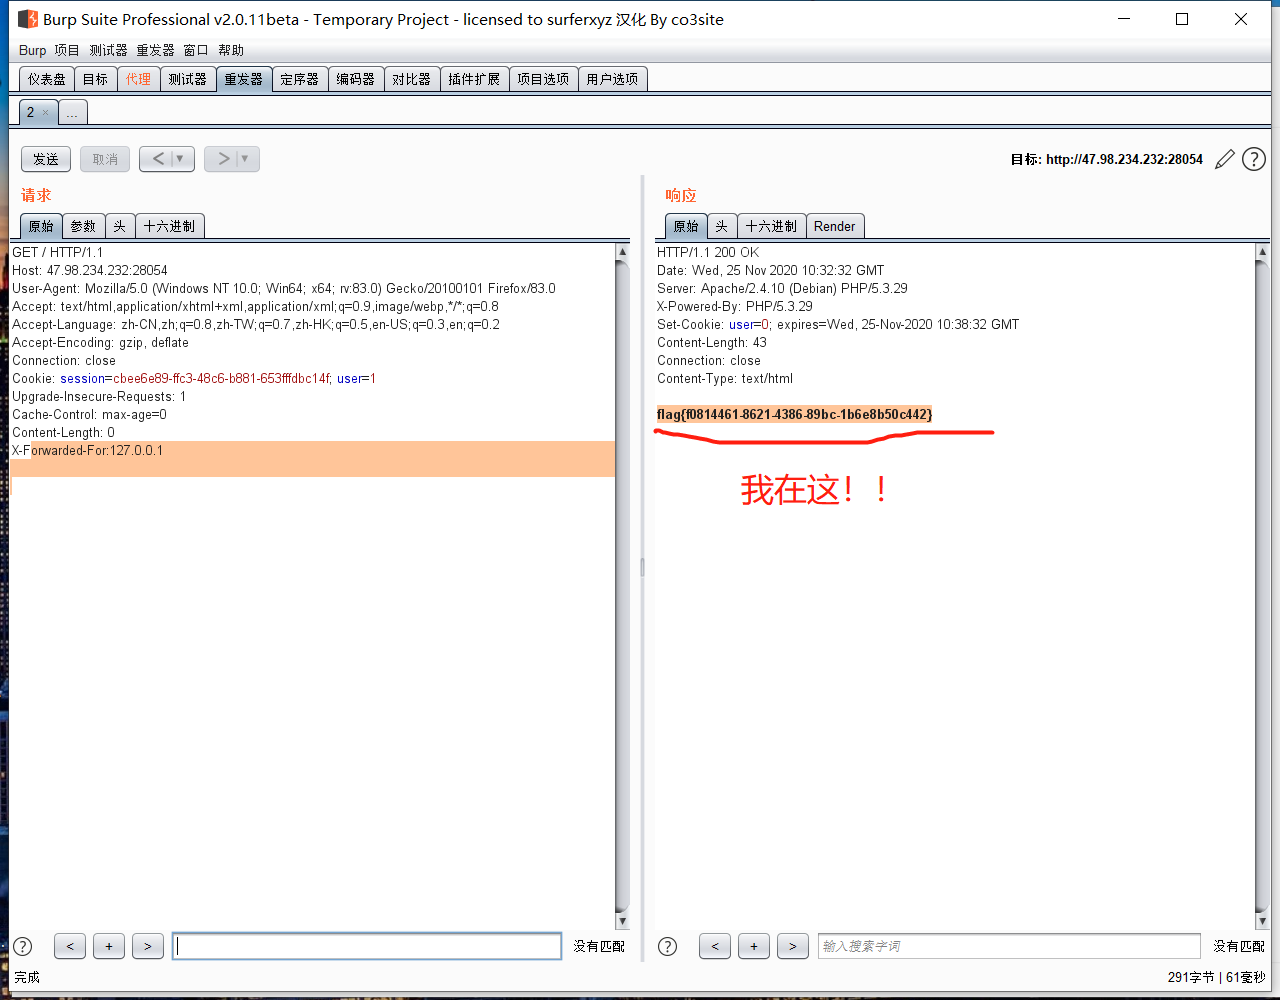 Burp Suite Professional v2.0.11beta - Temporary Project - licensed to surferxyz 汉化 By co3site
Burp 项目 测试器 重发器 窗口 帮助
仪表盘 目标 代理 测试器 重发器 定序器 编码器 对比器 插件扩展 项目选项 用户选项
2 × ...
发送 取消 < ▼ > ▼ 目标: http://47.98.234.232:28054 ?
请求
原始 参数 头 十六进制
GET / HTTP/1.1
Host: 47.98.234.232:28054
User-Agent: Mozilla/5.0 (Windows NT 10.0; Win64; x64; rv:83.0) Gecko/20100101 Firefox/83.0
Accept: text/html,application/xhtml+xml,application/xml;q=0.9,image/webp,*/*;q=0.8
Accept-Language: zh-CN,zh;q=0.8,zh-TW;q=0.7,zh-HK;q=0.5,en-US;q=0.3,en;q=0.2
Accept-Encoding: gzip, deflate
Connection: close
Cookie: session=cbee6e89-ffc3-48c6-b881-653fffdbc14f; user=1
Upgrade-Insecure-Requests: 1
Cache-Control: max-age=0
Content-Length: 0
X-Forwarded-For:127.0.0.1
? < + > 没有匹配
响应
原始 头 十六进制 Render
HTTP/1.1 200 OK
Date: Wed, 25 Nov 2020 10:32:32 GMT
Server: Apache/2.4.10 (Debian) PHP/5.3.29
X-Powered-By: PHP/5.3.29
Set-Cookie: user=0; expires=Wed, 25-Nov-2020 10:38:32 GMT
Content-Length: 43
Connection: close
Content-Type: text/html
flag{f0814461-8621-4386-89bc-1b6e8b50c442}
我在这！！
? < + > 输入搜索字词 没有匹配
完成 291字节 | 61毫秒